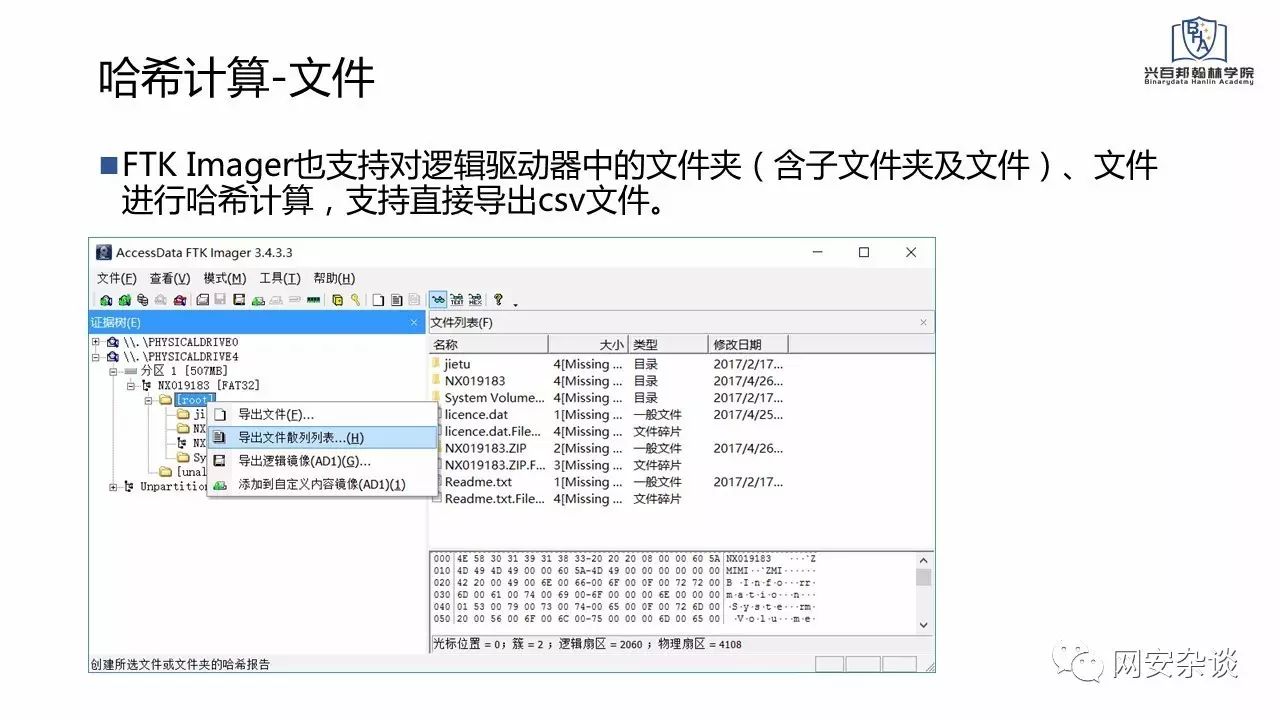 兴百邦翰林学院
Binarydata Hanlin Academy
哈希计算-文件
FTK Imager也支持对逻辑驱动器中的文件夹（含子文件夹及文件）、文件
进行哈希计算，支持直接导出csv文件。
AccessData FTK Imager 3.4.3.3
文件(F) 查看(V) 模式(M) 工具(T) 帮助(H)
证据树(E)
\\.\PHYSICALDRIVE0
\\.\PHYSICALDRIVE4
分区 1 [507MB]
NX019183 [FAT32]
[root]
ji
NX
NX
Sy
[unal
Unpartition
导出文件(F)...
导出文件散列列表...(H)
导出逻辑镜像(AD1)(G)...
添加到自定义内容镜像(AD1)(1)
文件列表(F)
名称 大小 类型 修改日期
jietu 4[Missing ... 目录 2017/2/17...
NX019183 4[Missing ... 目录 2017/4/26...
System Volume... 4[Missing ... 目录 2017/2/17...
licence.dat 1[Missing ... 一般文件 2017/4/25...
licence.dat.File... 4[Missing ... 文件碎片
NX019183.ZIP 2[Missing ... 一般文件 2017/4/26...
NX019183.ZIP.F... 3[Missing ... 文件碎片
Readme.txt 1[Missing ... 一般文件 2017/2/17...
Readme.txt.File... 4[Missing ... 文件碎片
000 4E 58 30 31 39 31 38 33-20 20 20 08 00 00 60 5A NX019183 ···`Z
010 4D 49 4D 49 00 00 60 5A-4D 49 00 00 00 00 00 00 MIMI··`ZMI······
020 42 20 00 49 00 6E 00 66-00 6F 00 0F 00 72 72 00 B ·I·n·f·o···rr·
030 6D 00 61 00 74 00 69 00-6F 00 00 00 6E 00 00 00 m·a·t·i·o···n···
040 01 53 00 79 00 73 00 74-00 65 00 0F 00 72 6D 00 ·S·y·s·t·e···rm·
050 20 00 56 00 6F 00 6C 00-75 00 00 00 6D 00 65 00 ·V·o·l·u···m·e·
光标位置 = 0；簇 = 2 ；逻辑扇区 = 2060 ；物理扇区 = 4108
创建所选文件或文件夹的哈希报告
网安杂谈